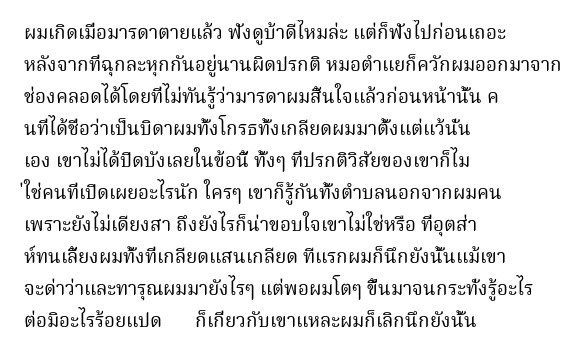 ผมเกิดเมื่อมารดาตายแล้ว ฟังดูบ้าดีไหมล่ะ แต่ก็ฟังไปก่อนเถอะ
หลังจากที่ฉุกละหุกกันอยู่นานผิดปรกติ หมอตำแยก็ควักผมออกมาจาก
ช่องคลอดได้โดยที่ไม่ทันรู้ว่ามารดาผมสิ้นใจแล้วก่อนหน้านั้น ค
นที่ได้ชื่อว่าเป็นบิดาผมทั้งโกรธทั้งเกลียดผมมาตั้งแต่แว้นั้น
เอง เขาไม่ได้ปิดบังเลยในข้อนี้ ทั้งๆ ที่ปรกติวิสัยของเขาก็ไม
่ใช่คนที่เปิดเผยอะไรนัก ใครๆ เขาก็รู้กันทั้งตำบลนอกจากผมคน
เพราะยังไม่เดียงสา ถึงยังไรก็น่าขอบใจเขาไม่ใช่หรือ ที่อุตส่า
ห์ทนเลี้ยงผมทั้งที่เกลียดแสนเกลียด ทีแรกผมก็นึกยังนั้นแม้เขา
จะด่าว่าและทารุณผมมายังไรๆ แต่พอผมโตๆ ขึ้นมาจนกระทั่งรู้อะไร
ต่อมิอะไรร้อยแปด ก็เกี่ยวกับเขาแหละผมก็เลิกนึกยังนั้น